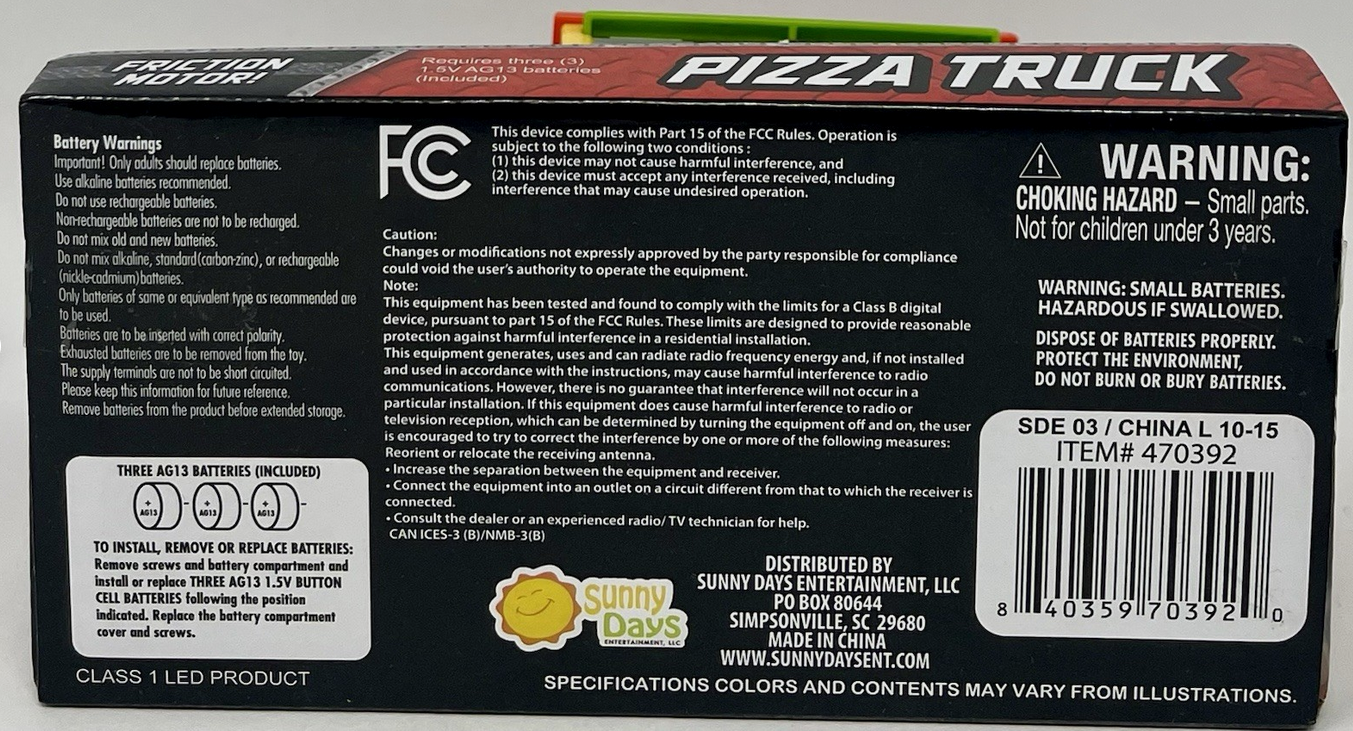 FRICTION
MOTOR!
Requires three (3)
1.5V AG13 batteries
(Included)
PIZZA TRUCK
Battery Warnings
Important! Only adults should replace batteries.
Use alkaline batteries recommended.
Do not use rechargeable batteries.
Non-rechargeable batteries are not to be recharged.
Do not mix old and new batteries.
Do not mix alkaline, standard(carbon-zinc), or rechargeable
(nickle-cadmium)batteries.
Only batteries of same or equivalent type as recommended are
to be used.
Batteries are to be inserted with correct polarity.
Exhausted batteries are to be removed from the toy.
The supply terminals are not to be short circuited.
Please keep this information for future reference.
Remove batteries from the product before extended storage.
THREE AG13 BATTERIES (INCLUDED)
+ AG13 - + AG13 - + AG13 -
TO INSTALL, REMOVE OR REPLACE BATTERIES:
Remove screws and battery compartment and
install or replace THREE AG13 1.5V BUTTON
CELL BATTERIES following the position
indicated. Replace the battery compartment
cover and screws.
CLASS 1 LED PRODUCT
FC
This device complies with Part 15 of the FCC Rules. Operation is
subject to the following two conditions :
(1) this device may not cause harmful interference, and
(2) this device must accept any interference received, including
interference that may cause undesired operation.
Caution:
Changes or modifications not expressly approved by the party responsible for compliance
could void the user's authority to operate the equipment.
Note:
This equipment has been tested and found to comply with the limits for a Class B digital
device, pursuant to part 15 of the FCC Rules. These limits are designed to provide reasonable
protection against harmful interference in a residential installation.
This equipment generates, uses and can radiate radio frequency energy and, if not installed
and used in accordance with the instructions, may cause harmful interference to radio
communications. However, there is no guarantee that interference will not occur in a
particular installation. If this equipment does cause harmful interference to radio or
television reception, which can be determined by turning the equipment off and on, the user
is encouraged to try to correct the interference by one or more of the following measures:
Reorient or relocate the receiving antenna.
• Increase the separation between the equipment and receiver.
• Connect the equipment into an outlet on a circuit different from that to which the receiver is
connected.
• Consult the dealer or an experienced radio/ TV technician for help.
CAN ICES-3 (B)/NMB-3(B)
Sunny
Days
ENTERTAINMENT, LLC
DISTRIBUTED BY
SUNNY DAYS ENTERTAINMENT, LLC
PO BOX 80644
SIMPSONVILLE, SC 29680
MADE IN CHINA
WWW.SUNNYDAYSENT.COM
! WARNING:
CHOKING HAZARD – Small parts.
Not for children under 3 years.
WARNING: SMALL BATTERIES.
HAZARDOUS IF SWALLOWED.
DISPOSE OF BATTERIES PROPERLY.
PROTECT THE ENVIRONMENT,
DO NOT BURN OR BURY BATTERIES.
SDE 03 / CHINA L 10-15
ITEM# 470392
8 40359 70392 0
SPECIFICATIONS COLORS AND CONTENTS MAY VARY FROM ILLUSTRATIONS.